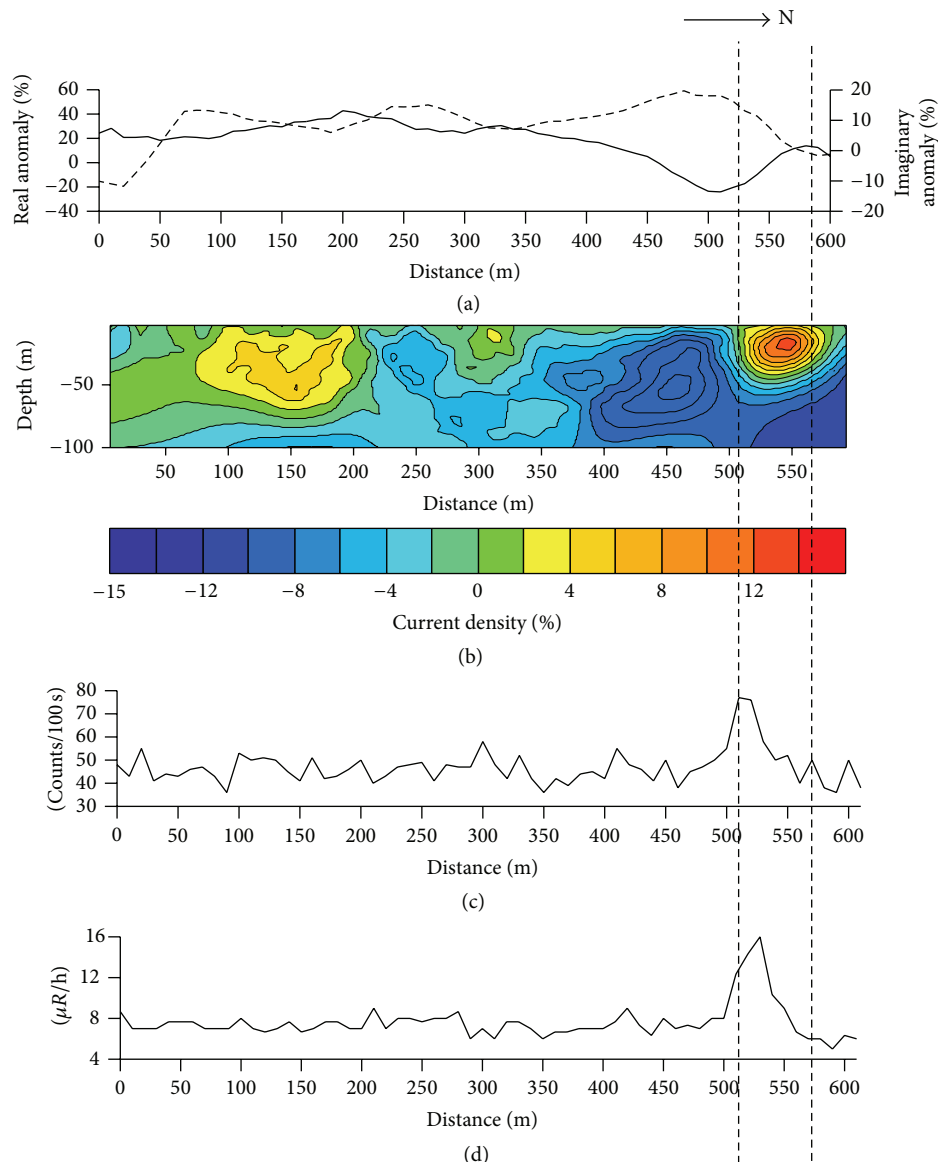 N
Real anomaly (%)
60
40
20
0
−20
−40
20
10
0
−10
−20
Imaginary
anomaly (%)
0 50 100 150 200 250 300 350 400 450 500 550 600
Distance (m)
(a)
Depth (m)
−50
−100
50 100 150 200 250 300 350 400 450 500 550
Distance (m)
−15 −12 −8 −4 0 4 8 12
Current density (%)
(b)
(Counts/100 s)
80
70
60
50
40
30
0 50 100 150 200 250 300 350 400 450 500 550 600
Distance (m)
(c)
(μR/h)
16
12
8
4
0 50 100 150 200 250 300 350 400 450 500 550 600
Distance (m)
(d)